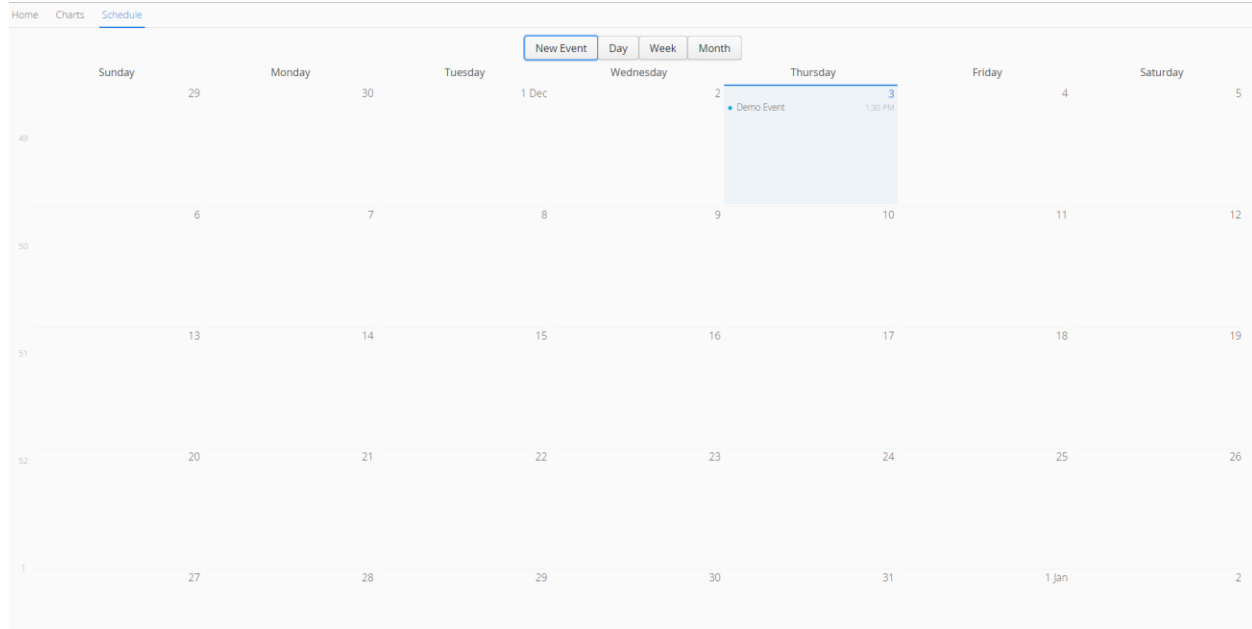 Home Charts Schedule
New Event Day Week Month
Sunday Monday Tuesday Wednesday Thursday Friday Saturday
29 30 1 Dec 2 3 4 5
Demo Event 1:30 PM
49
6 7 8 9 10 11 12
50
13 14 15 16 17 18 19
51
20 21 22 23 24 25 26
52
1
27 28 29 30 31 1 Jan 2